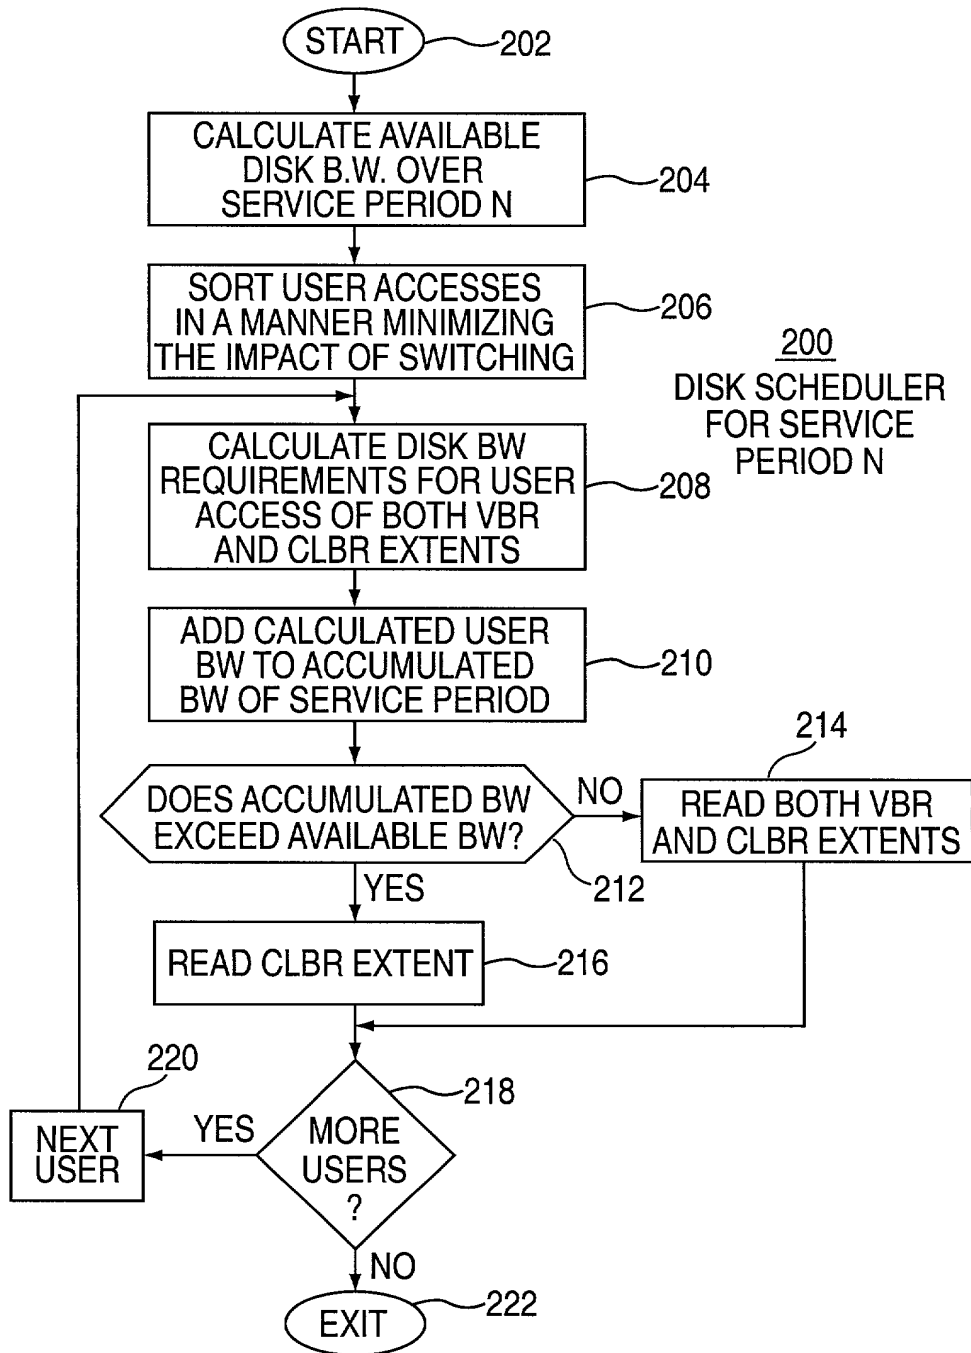 START
202
CALCULATE AVAILABLE
DISK B.W. OVER
SERVICE PERIOD N
204
SORT USER ACCESSES
IN A MANNER MINIMIZING
THE IMPACT OF SWITCHING
206
200
DISK SCHEDULER
FOR SERVICE
PERIOD N
CALCULATE DISK BW
REQUIREMENTS FOR USER
ACCESS OF BOTH VBR
AND CLBR EXTENTS
208
ADD CALCULATED USER
BW TO ACCUMULATED
BW OF SERVICE PERIOD
210
DOES ACCUMULATED BW
EXCEED AVAILABLE BW?
212
NO
214
READ BOTH VBR
AND CLBR EXTENTS
YES
READ CLBR EXTENT
216
218
MORE
USERS
?
YES
220
NEXT
USER
NO
EXIT
222